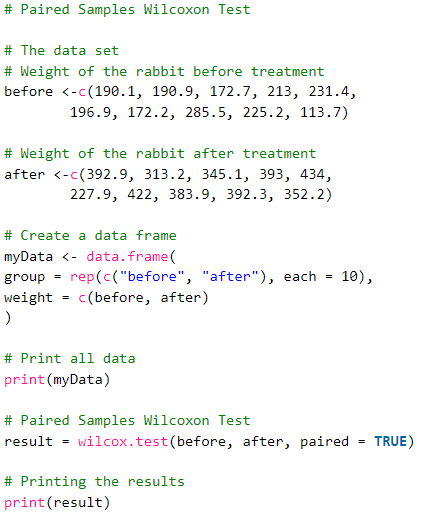 # Paired Samples Wilcoxon Test

# The data set
# Weight of the rabbit before treatment
before <-c(190.1, 190.9, 172.7, 213, 231.4,
        196.9, 172.2, 285.5, 225.2, 113.7)

# Weight of the rabbit after treatment
after <-c(392.9, 313.2, 345.1, 393, 434,
        227.9, 422, 383.9, 392.3, 352.2)

# Create a data frame
myData <- data.frame(
group = rep(c("before", "after"), each = 10),
weight = c(before, after)
)

# Print all data
print(myData)

# Paired Samples Wilcoxon Test
result = wilcox.test(before, after, paired = TRUE)

# Printing the results
print(result)